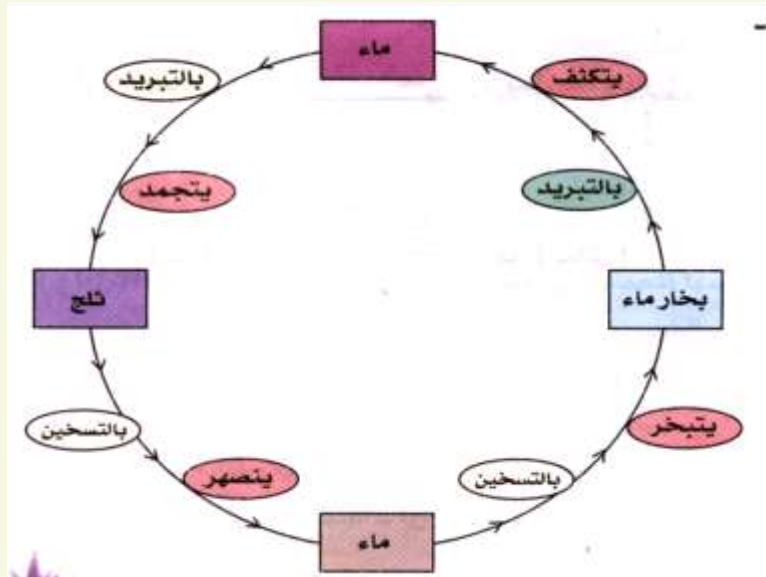 ماء
بالتبريد
يتكثف
يتجمد
بالتبريد
ثلج
بخار ماء
بالتسخين
يتبخر
ينصهر
بالتسخين
ماء